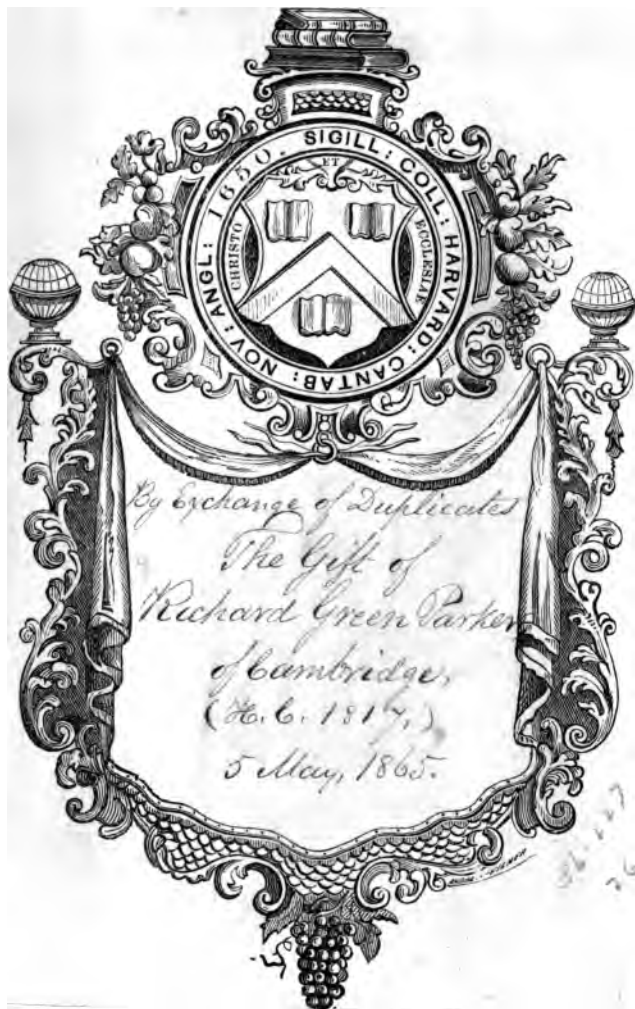 SIGILL: COLL: HARVARD: CANTAB: NOV: ANGL: 1650.
CHRISTO ET ECCLESIAE
By Exchange of Duplicates
The Gift of
Richard Green Parker
of Cambridge,
(H. C. 1817,)
5 May, 1865.